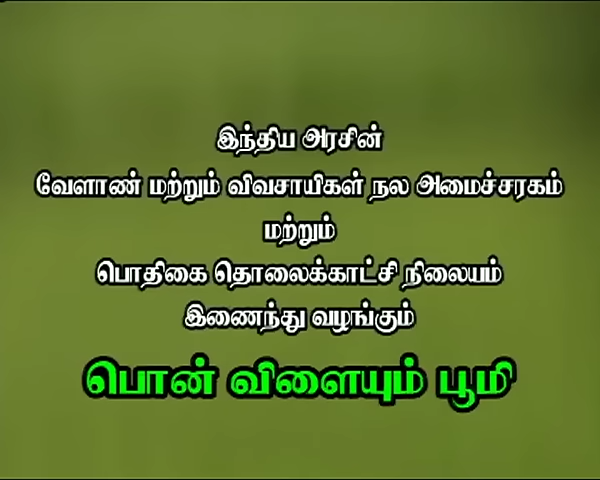 இந்திய அரசின்
வேளாண் மற்றும் விவசாயிகள் நல அமைச்சரகம்
மற்றும்
பொதிகை தொலைக்காட்சி நிலையம்
இணைந்து வழங்கும்
பொன் விளையும் பூமி